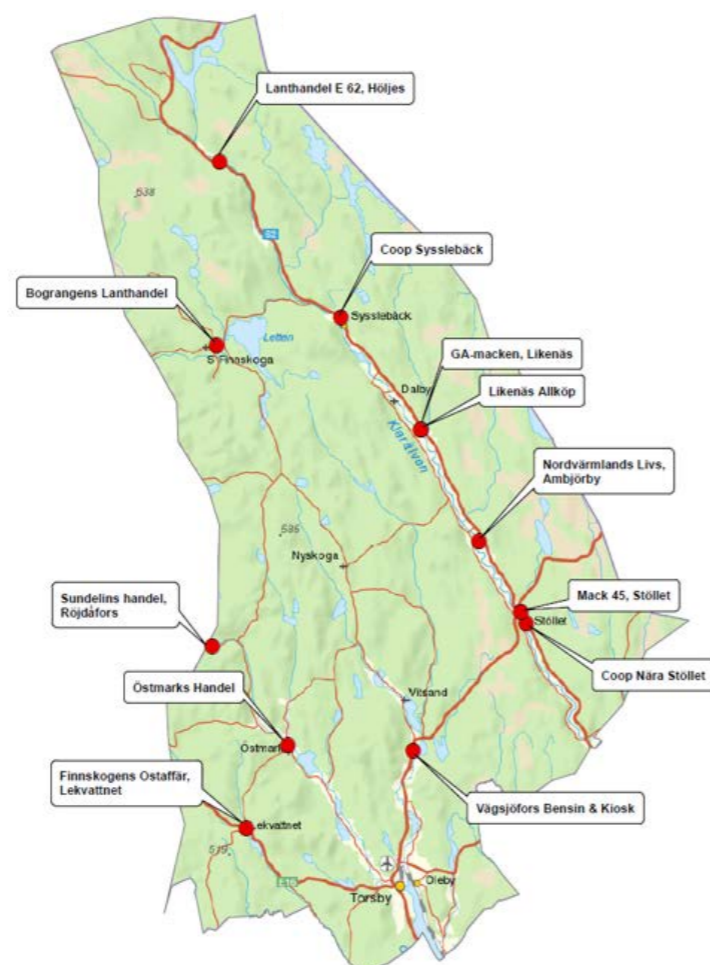 Lanthandel E 62, Höljes
538
62
Coop Sysslebäck
Bograngens Lanthandel
Sysslebäck
Letten
S Finnskoga
GA-macken, Likenäs
Dalby
Likenäs Allköp
Klarälven
Nordvärmlands Livs,
Ambjörby
Nyskoga
Sundelins handel,
Röjdåfors
Mack 45, Stöllet
Stöllet
Coop Nära Stöllet
Östmarks Handel
Vitsand
Östmark
Finnskogens Ostaffär,
Lekvattnet
Vägsjöfors Bensin & Kiosk
Lekvattnet
E16
Torsby
Oleby